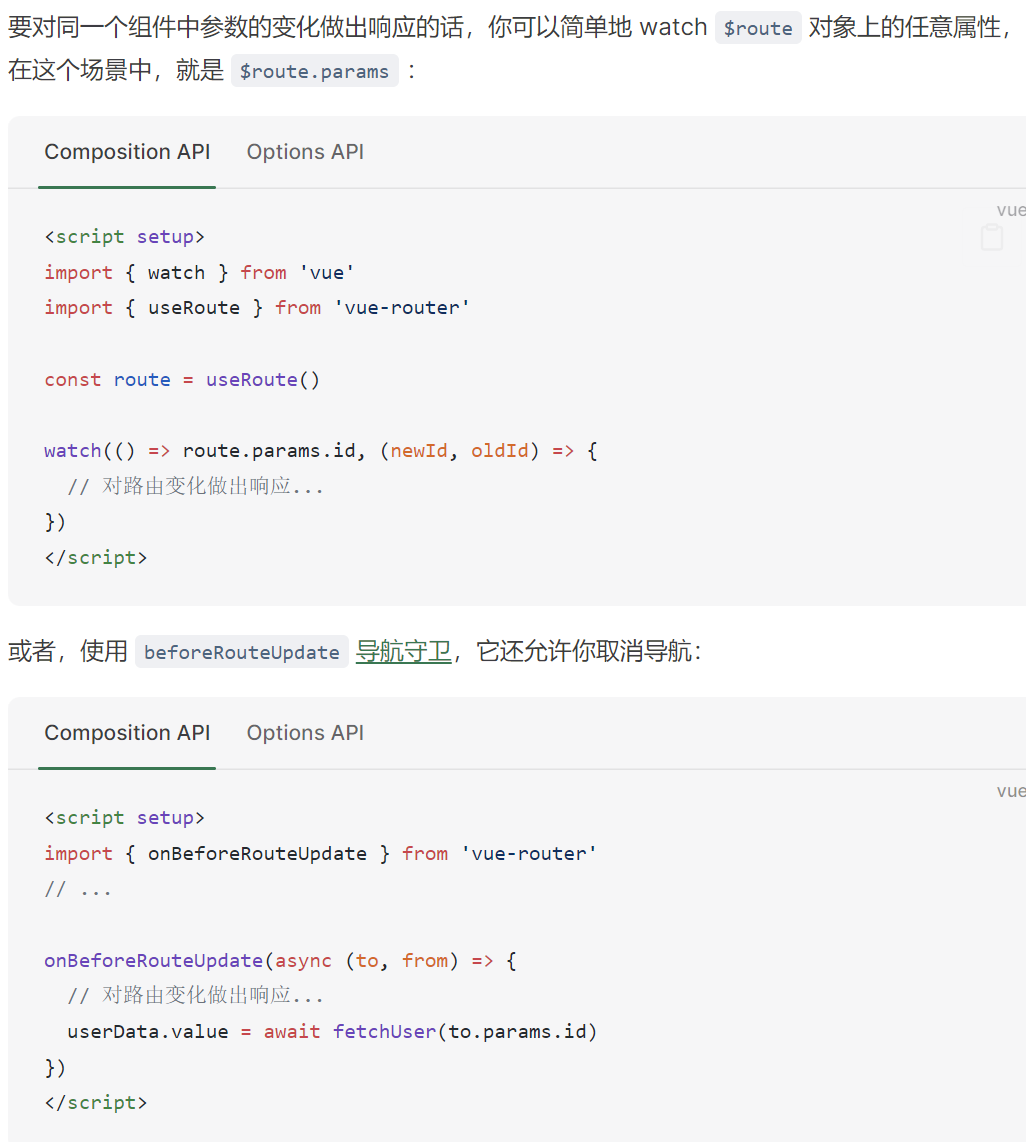 要对同一个组件中参数的变化做出响应的话，你可以简单地 watch $route 对象上的任意属性，
在这个场景中，就是 $route.params ：
Composition API Options API
vue
<script setup>
import { watch } from 'vue'
import { useRoute } from 'vue-router'
const route = useRoute()
watch(() => route.params.id, (newId, oldId) => {
  // 对路由变化做出响应...
})
</script>
或者，使用 beforeRouteUpdate 导航守卫，它还允许你取消导航：
Composition API Options API
vue
<script setup>
import { onBeforeRouteUpdate } from 'vue-router'
// ...
onBeforeRouteUpdate(async (to, from) => {
  // 对路由变化做出响应...
  userData.value = await fetchUser(to.params.id)
})
</script>